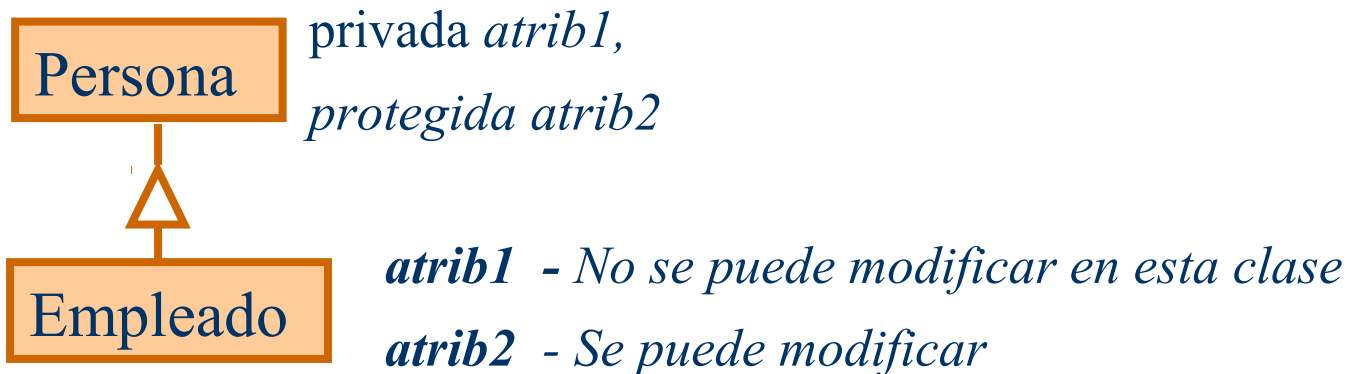 Persona
privada atrib1,
protegida atrib2
Empleado
atrib1 - No se puede modificar en esta clase
atrib2 - Se puede modificar